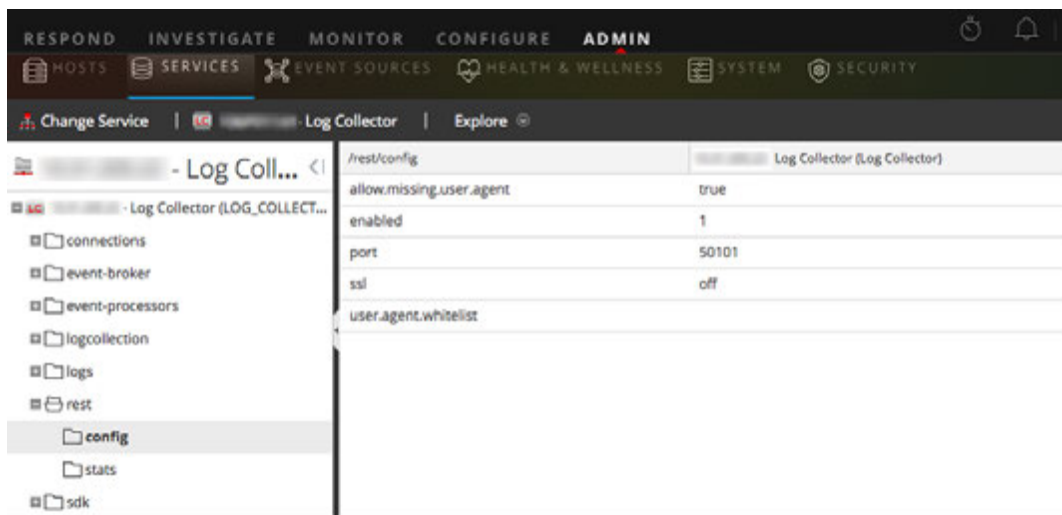 RESPOND INVESTIGATE MONITOR CONFIGURE ADMIN
HOSTS SERVICES EVENT SOURCES HEALTH & WELLNESS SYSTEM SECURITY
Change Service | LC - Log Collector | Explore
- Log Coll...
/rest/config Log Collector (Log Collector)
LC - Log Collector (LOG_COLLECT...
allow.missing.user.agent true
connections
enabled 1
port 50101
event-broker
ssl off
event-processors
user.agent.whitelist
logcollection
logs
rest
config
stats
sdk